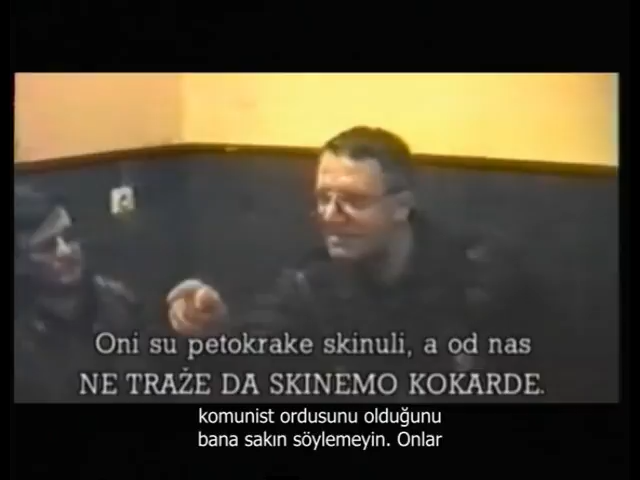 Oni su petokrake skinuli, a od nas
NE TRAŽE DA SKINEMO KOKARDE.
komunist ordusunu olduğunu
bana sakın söylemeyin. Onlar